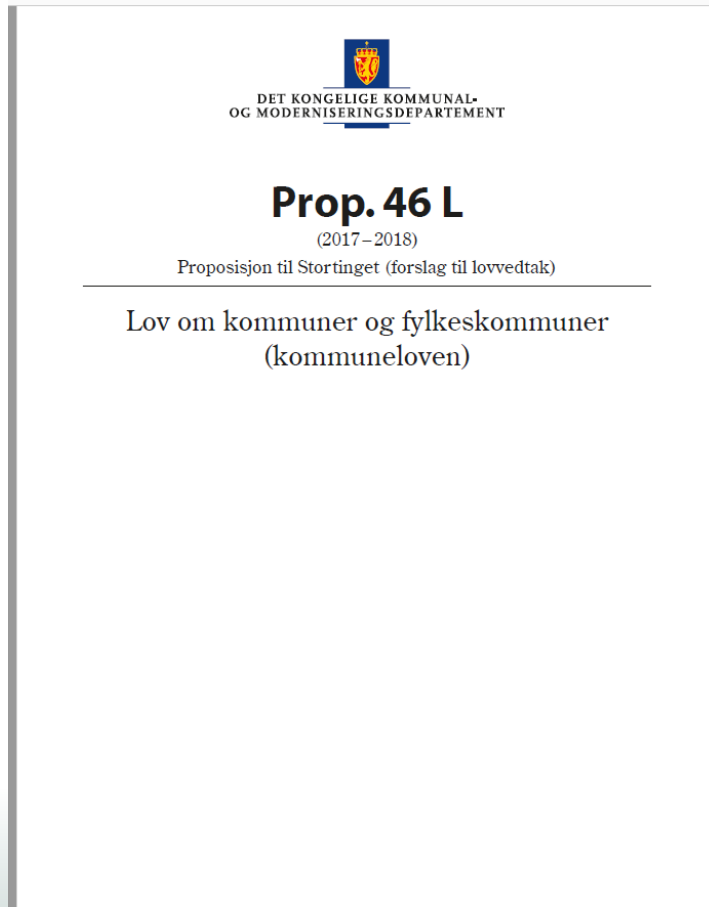 DET KONGELIGE KOMMUNAL-
OG MODERNISERINGSDEPARTEMENT
Prop. 46 L
(2017–2018)
Proposisjon til Stortinget (forslag til lovvedtak)
Lov om kommuner og fylkeskommuner
(kommuneloven)